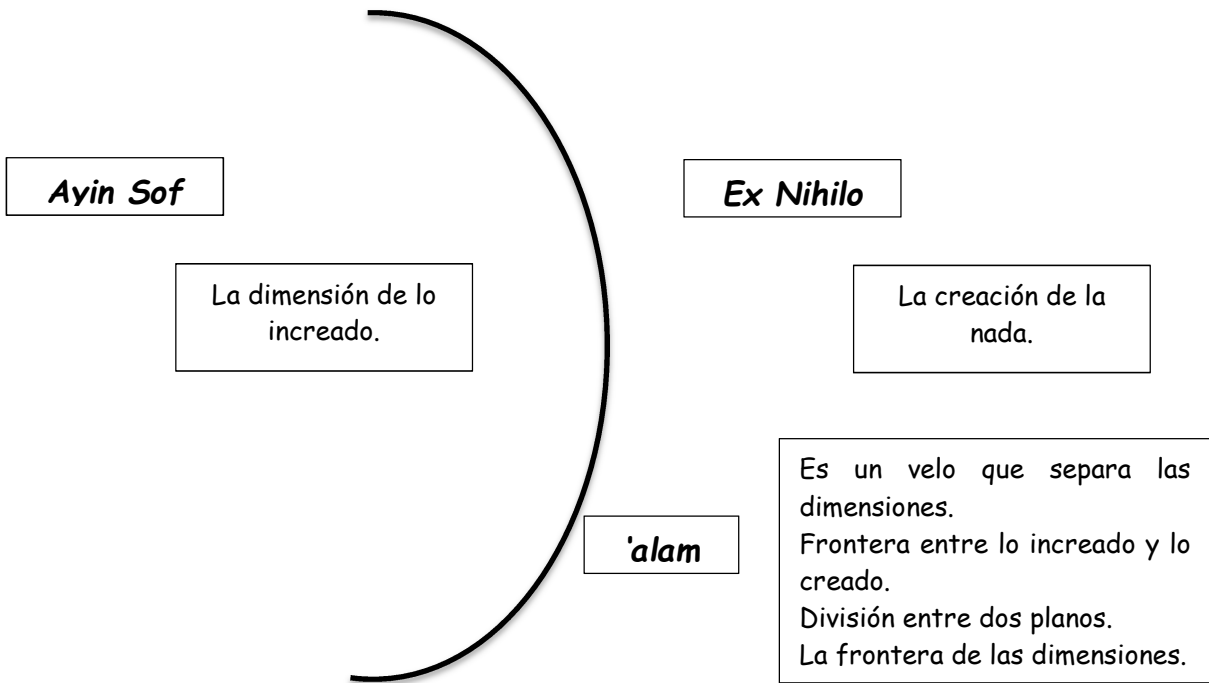 Ayin Sof
Ex Nihilo
La dimensión de lo
increado.
La creación de la
nada.
'alam
Es un velo que separa las
dimensiones.
Frontera entre lo increado y lo
creado.
División entre dos planos.
La frontera de las dimensiones.